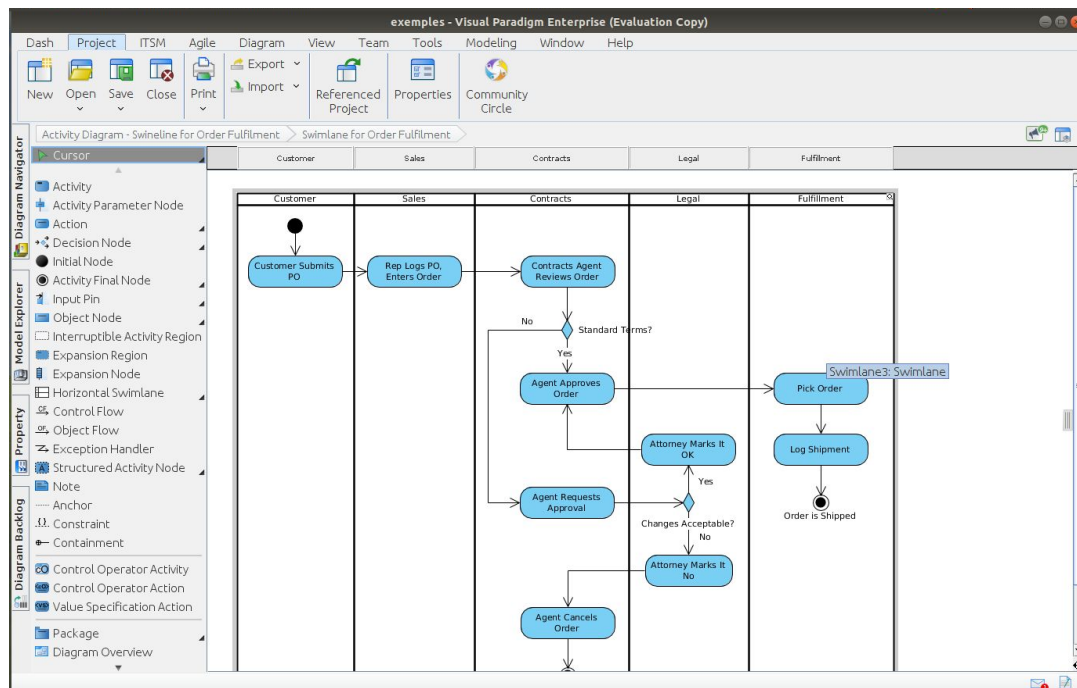 exemples - Visual Paradigm Enterprise (Evaluation Copy)
Dash Project ITSM Agile Diagram View Team Tools Modeling Window Help
New Open Save Close Print Export Import Referenced Project Properties Community Circle
Activity Diagram - Swineline for Order Fulfilment Swimlane for Order Fulfilment
Diagram Navigator
Model Explorer
Property
Diagram Backlog
Cursor
Activity
Activity Parameter Node
Action
Decision Node
Initial Node
Activity Final Node
Input Pin
Object Node
Interruptible Activity Region
Expansion Region
Expansion Node
Horizontal Swimlane
Control Flow
Object Flow
Exception Handler
Structured Activity Node
Note
Anchor
Constraint
Containment
Control Operator Activity
Control Operator Action
Value Specification Action
Package
Diagram Overview
Customer Sales Contracts Legal Fulfillment
Customer Sales Contracts Legal Fulfillment
Customer Submits
PO
Rep Logs PO,
Enters Order
Contracts Agent
Reviews Order
No
Standard Terms?
Yes
Swimlane3: Swimlane
Agent Approves
Order
Pick Order
Attorney Marks It
OK
Log Shipment
Yes
Agent Requests
Approval
Order is Shipped
Changes Acceptable?
No
Attorney Marks It
No
Agent Cancels
Order